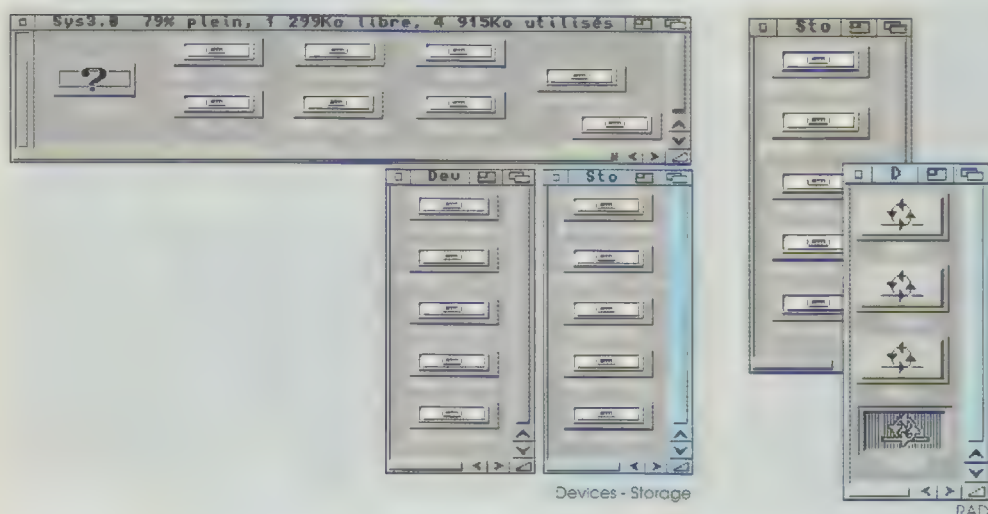 Sys3.0 79% plein, 1 299Ko libre, 4 915Ko utilisés
Sto
?
Dev
Sto
D
Devices - Storage
RAD